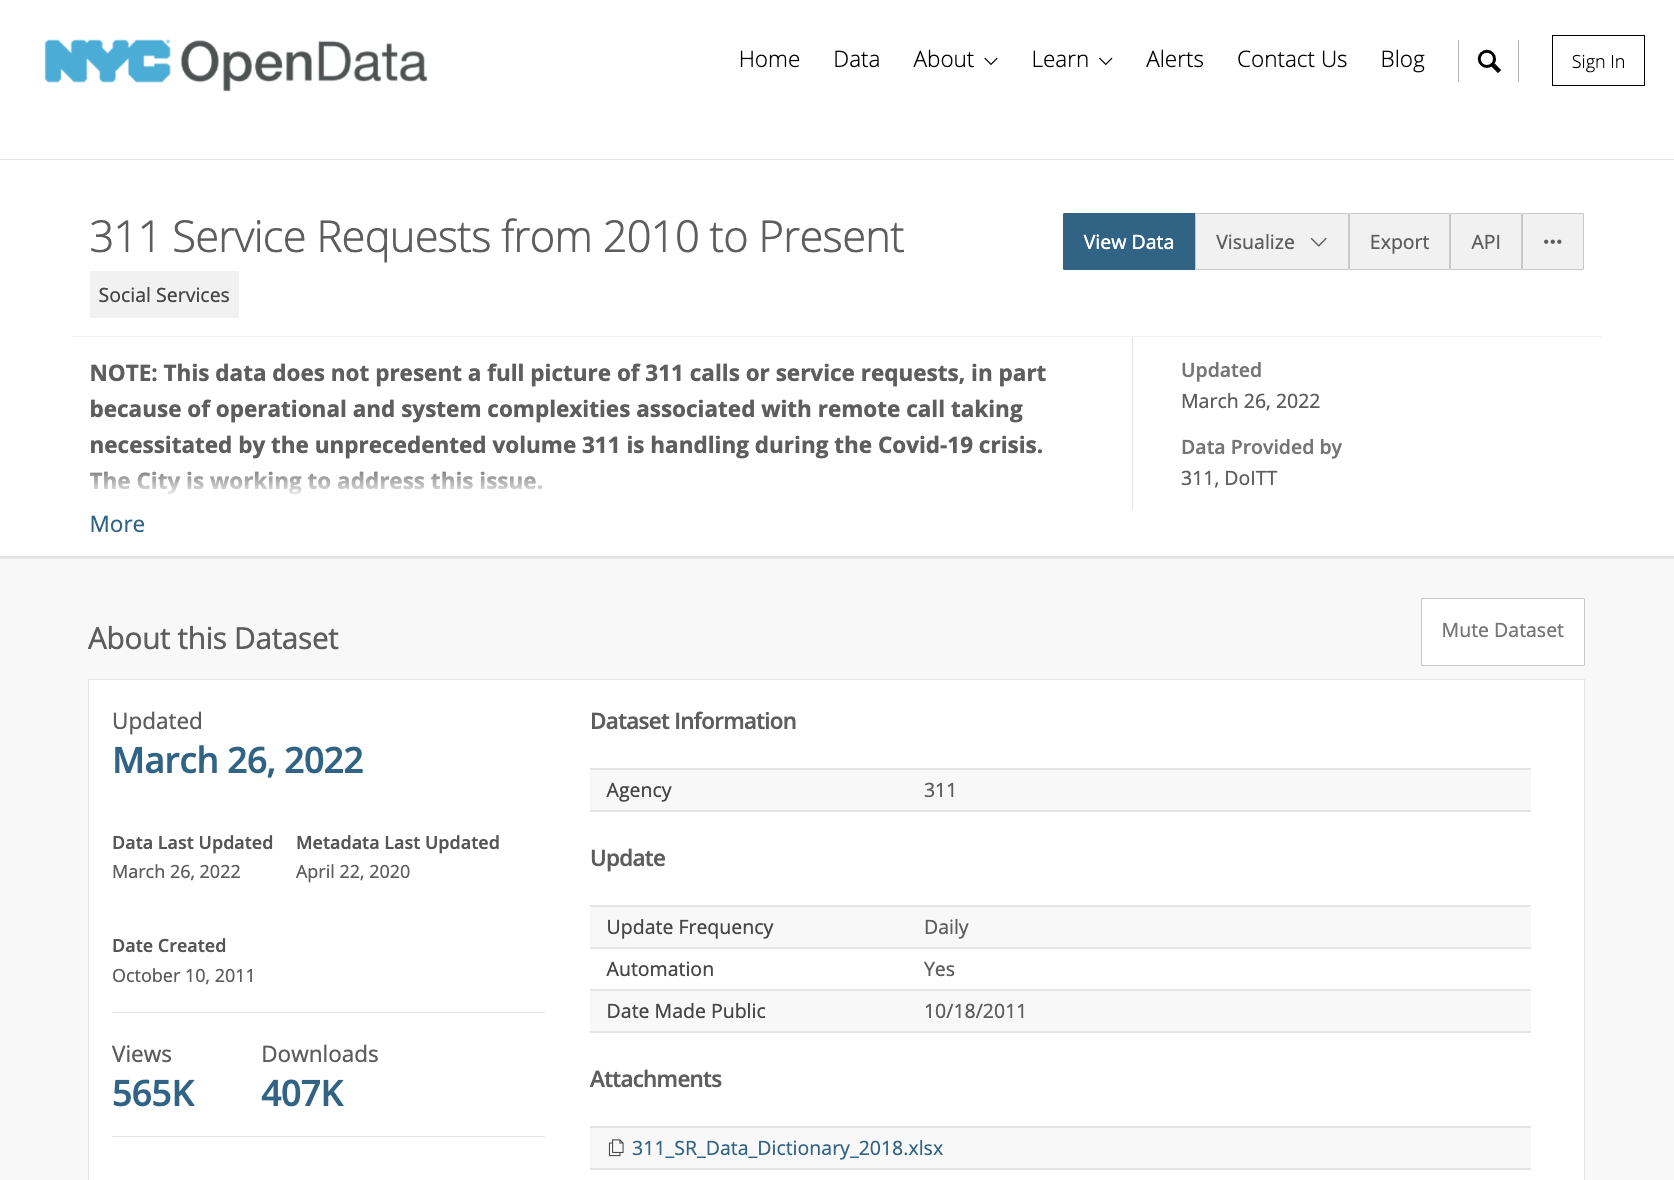 NYC OpenData
Home Data About Learn Alerts Contact Us Blog Sign In
311 Service Requests from 2010 to Present
View Data Visualize Export API ···
Social Services
NOTE: This data does not present a full picture of 311 calls or service requests, in part
because of operational and system complexities associated with remote call taking
necessitated by the unprecedented volume 311 is handling during the Covid-19 crisis.
The City is working to address this issue.
More
Updated
March 26, 2022
Data Provided by
311, DoITT
About this Dataset
Mute Dataset
Updated
March 26, 2022
Data Last Updated Metadata Last Updated
March 26, 2022 April 22, 2020
Date Created
October 10, 2011
Views Downloads
565K 407K
Dataset Information
Agency 311
Update
Update Frequency Daily
Automation Yes
Date Made Public 10/18/2011
Attachments
311_SR_Data_Dictionary_2018.xlsx